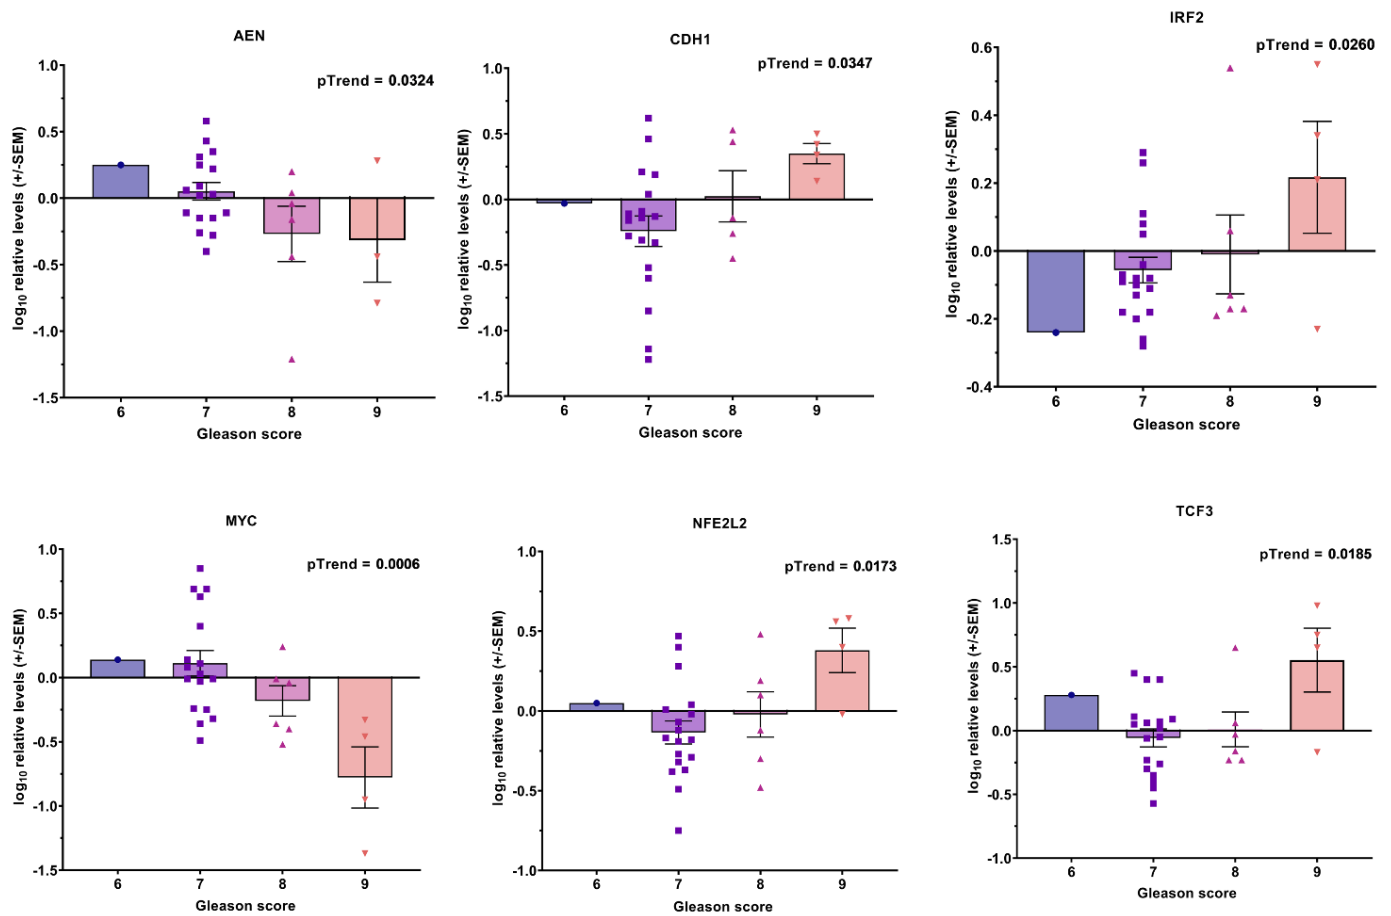 AEN
pTrend = 0.0324
log10 relative levels (+/-SEM)
1.0
0.5
0.0
-0.5
-1.0
-1.5
6 7 8 9
Gleason score
CDH1
pTrend = 0.0347
log10 relative levels (+/-SEM)
1.0
0.5
0.0
-0.5
-1.0
-1.5
6 7 8 9
Gleason score
IRF2
pTrend = 0.0260
log10 relative levels (+/-SEM)
0.6
0.4
0.2
0.0
-0.2
-0.4
6 7 8 9
Gleason score
MYC
pTrend = 0.0006
log10 relative levels (+/-SEM)
1.0
0.5
0.0
-0.5
-1.0
-1.5
6 7 8 9
Gleason score
NFE2L2
pTrend = 0.0173
log10 relative levels (+/-SEM)
1.0
0.5
0.0
-0.5
-1.0
6 7 8 9
Gleason score
TCF3
pTrend = 0.0185
log10 relative levels (+/-SEM)
1.5
1.0
0.5
0.0
-0.5
-1.0
6 7 8 9
Gleason score